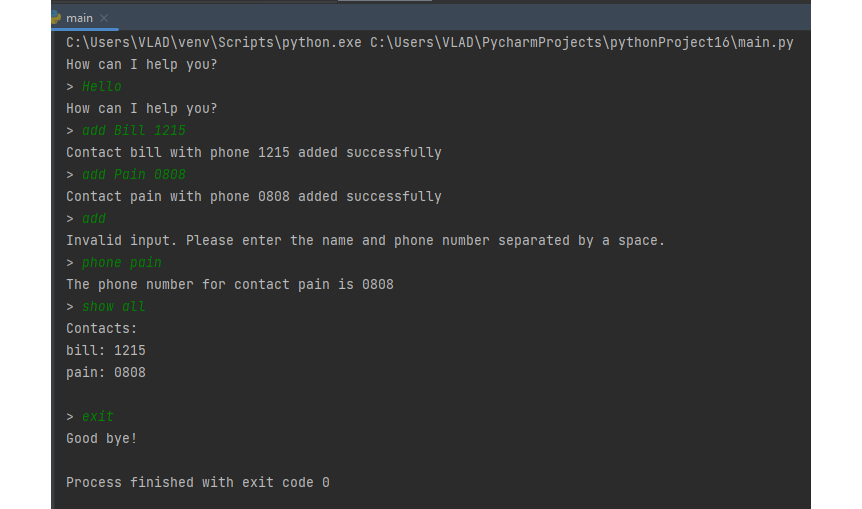 main
C:\Users\VLAD\venv\Scripts\python.exe C:\Users\VLAD\PycharmProjects\pythonProject16\main.py
How can I help you?
> Hello
How can I help you?
> add Bill 1215
Contact bill with phone 1215 added successfully
> add Pain 0808
Contact pain with phone 0808 added successfully
> add
Invalid input. Please enter the name and phone number separated by a space.
> phone pain
The phone number for contact pain is 0808
> show all
Contacts:
bill: 1215
pain: 0808
> exit
Good bye!
Process finished with exit code 0